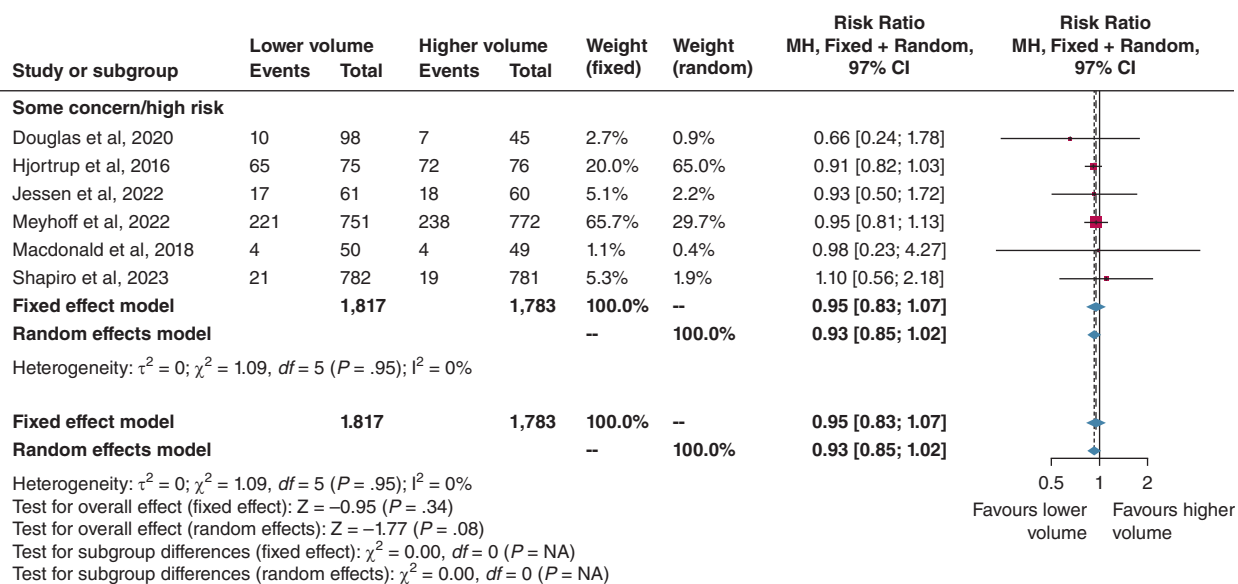 Risk Ratio Risk Ratio
Lower volume Higher volume Weight Weight MH, Fixed + Random, MH, Fixed + Random,
Study or subgroup Events Total Events Total (fixed) (random) 97% CI 97% CI
Some concern/high risk
Douglas et al, 2020 10 98 7 45 2.7% 0.9% 0.66 [0.24; 1.78]
Hjortrup et al, 2016 65 75 72 76 20.0% 65.0% 0.91 [0.82; 1.03]
Jessen et al, 2022 17 61 18 60 5.1% 2.2% 0.93 [0.50; 1.72]
Meyhoff et al, 2022 221 751 238 772 65.7% 29.7% 0.95 [0.81; 1.13]
Macdonald et al, 2018 4 50 4 49 1.1% 0.4% 0.98 [0.23; 4.27]
Shapiro et al, 2023 21 782 19 781 5.3% 1.9% 1.10 [0.56; 2.18]
Fixed effect model 1,817 1,783 100.0% -- 0.95 [0.83; 1.07]
Random effects model -- 100.0% 0.93 [0.85; 1.02]
Heterogeneity: τ² = 0; χ² = 1.09, df = 5 (P = .95); I² = 0%
Fixed effect model 1.817 1,783 100.0% -- 0.95 [0.83; 1.07]
Random effects model -- 100.0% 0.93 [0.85; 1.02]
Heterogeneity: τ² = 0; χ² = 1.09, df = 5 (P = .95); I² = 0%
Test for overall effect (fixed effect): Z = –0.95 (P = .34)
Test for overall effect (random effects): Z = –1.77 (P = .08)
Test for subgroup differences (fixed effect): χ² = 0.00, df = 0 (P = NA)
Test for subgroup differences (random effects): χ² = 0.00, df = 0 (P = NA)
0.5 1 2
Favours lower Favours higher
volume volume